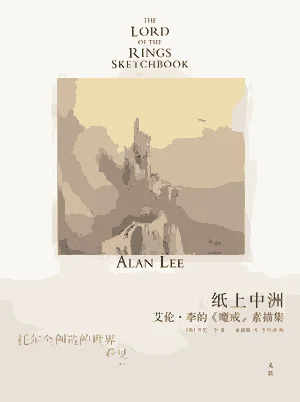 THE
LORD
OF THE
RINGS
SKETCHBOOK
ALAN LEE
纸上中洲
艾伦·李的《魔戒》素描集
托尔金创造的世界